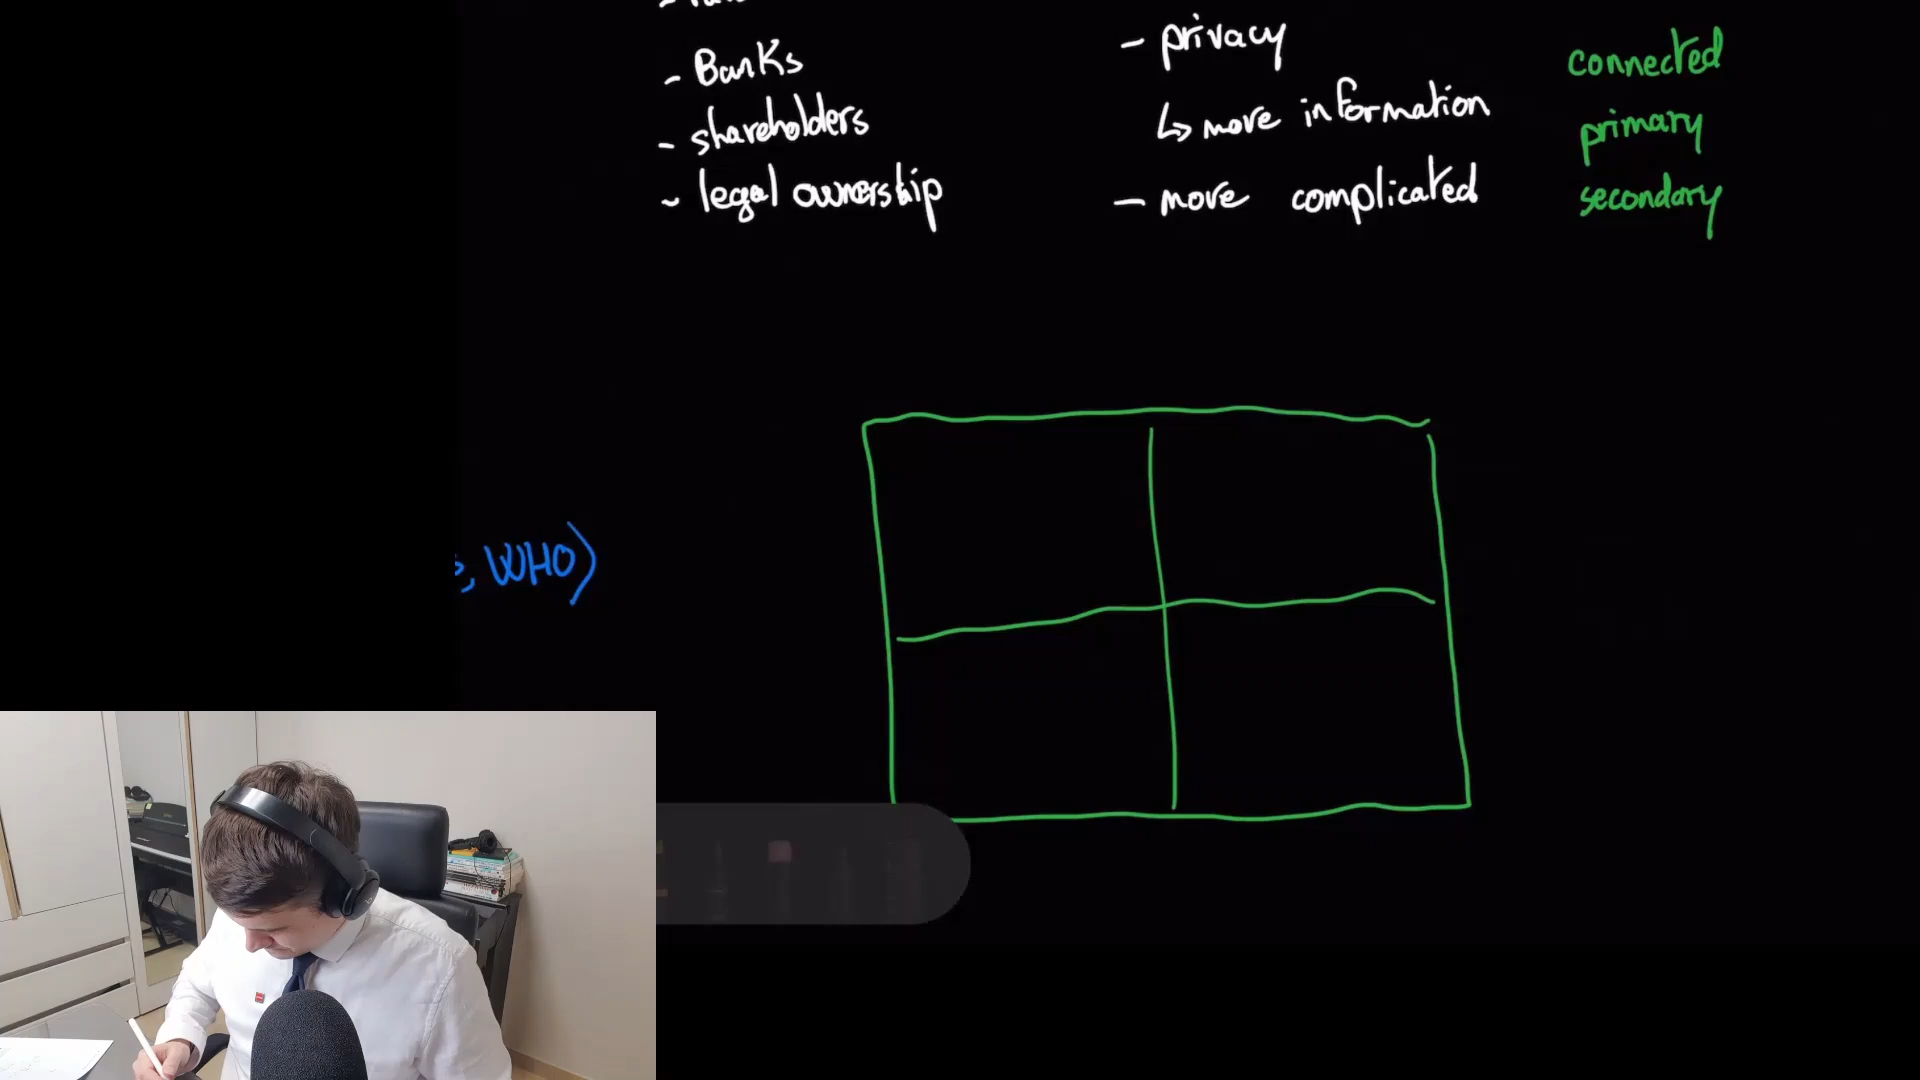 - Banks
- shareholders
- legal ownership
- privacy
↳ more information
- more complicated
connected
primary
secondary
, WHO)